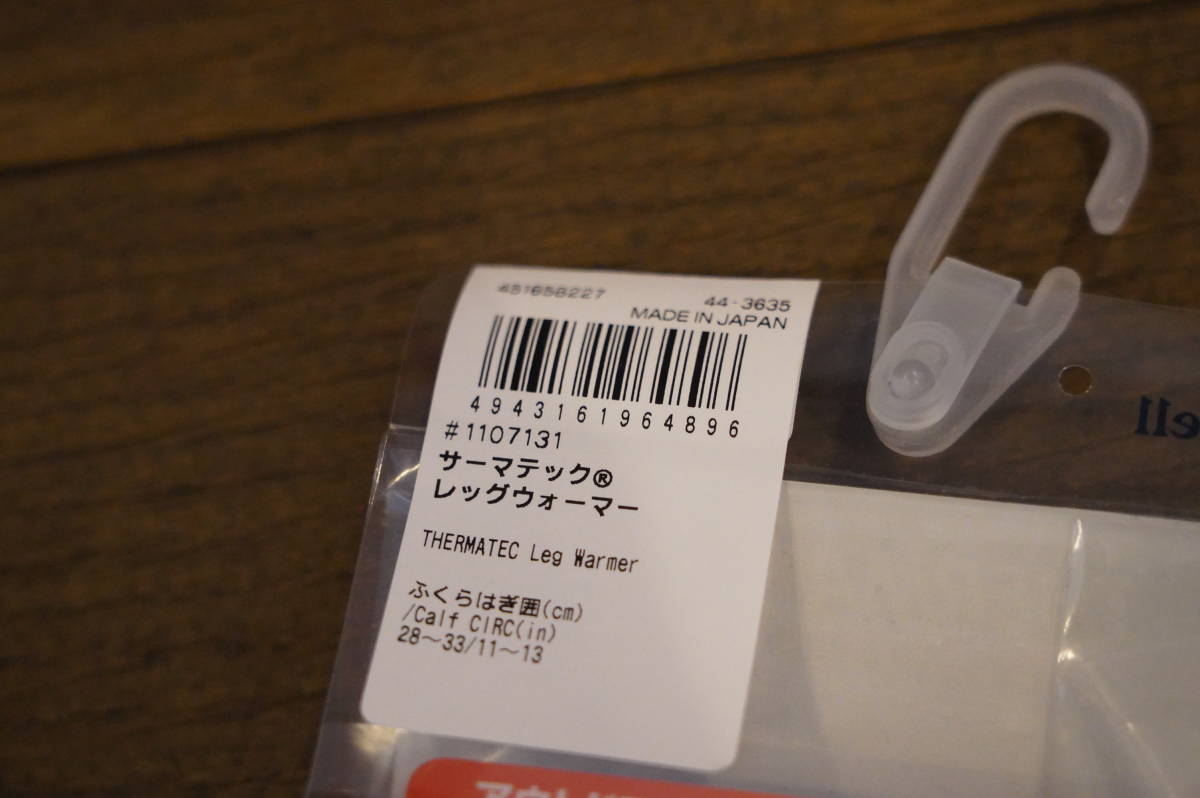 451658227
44-3635
MADE IN JAPAN
4943161964896
#1107131
サーマテック®
レッグウォーマー
THERMATEC Leg Warmer
ふくらはぎ囲(cm)
/Calf CIRC(in)
28～33/11～13
ell